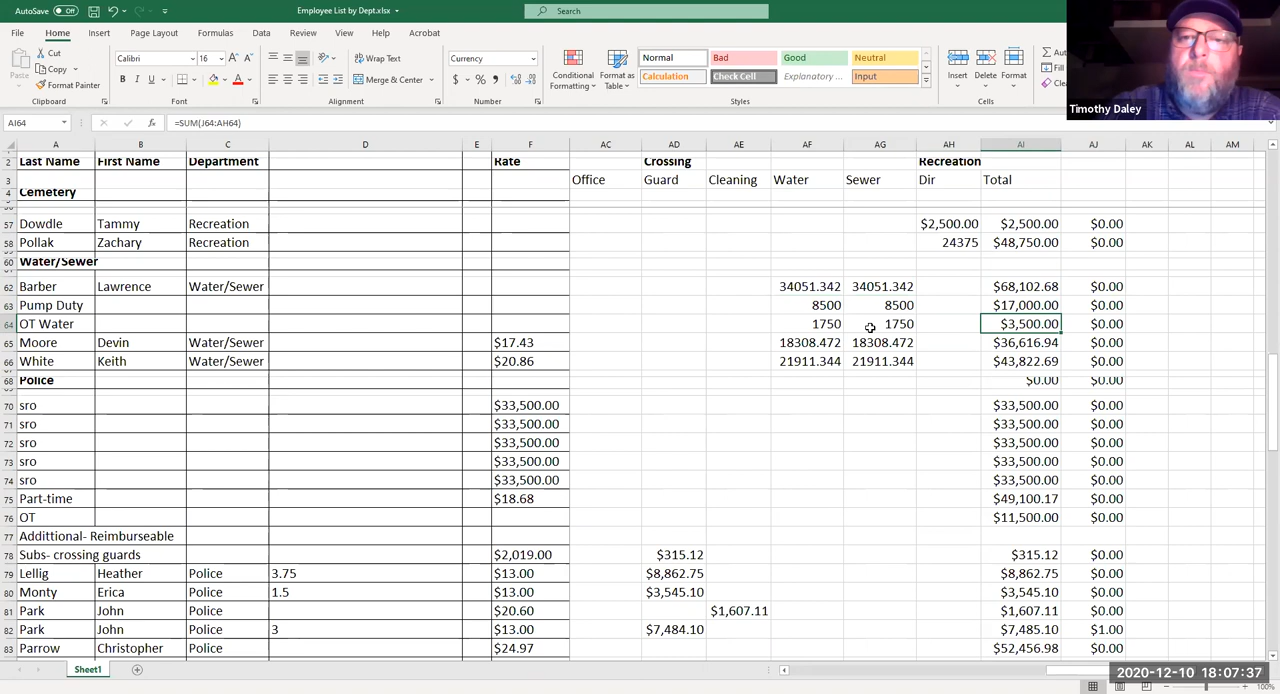 AutoSave Off Employee List by Dept.xlsx Search
File Home Insert Page Layout Formulas Data Review View Help Acrobat
Paste Cut Copy Format Painter Clipboard
Calibri 16 A A B I U A Font
Wrap Text Merge & Center Alignment
Currency $ % , Number
Conditional Formatting Format as Table
Normal Bad Good Neutral
Calculation Check Cell Explanatory ... Input
Styles
Insert Delete Format Cells
Timothy Daley
AI64 fx =SUM(J64:AH64)
A B C D E F AC AD AE AF AG AH AI AJ AK AL AM
2 Last Name First Name Department Rate Crossing Recreation
3 Office Guard Cleaning Water Sewer Dir Total
4 Cemetery
57 Dowdle Tammy Recreation $2,500.00 $2,500.00 $0.00
58 Pollak Zachary Recreation 24375 $48,750.00 $0.00
60 Water/Sewer
62 Barber Lawrence Water/Sewer 34051.342 34051.342 $68,102.68 $0.00
63 Pump Duty 8500 8500 $17,000.00 $0.00
64 OT Water 1750 1750 $3,500.00 $0.00
65 Moore Devin Water/Sewer $17.43 18308.472 18308.472 $36,616.94 $0.00
66 White Keith Water/Sewer $20.86 21911.344 21911.344 $43,822.69 $0.00
68 Police $0.00 $0.00
70 sro $33,500.00 $33,500.00 $0.00
71 sro $33,500.00 $33,500.00 $0.00
72 sro $33,500.00 $33,500.00 $0.00
73 sro $33,500.00 $33,500.00 $0.00
74 sro $33,500.00 $33,500.00 $0.00
75 Part-time $18.68 $49,100.17 $0.00
76 OT $11,500.00 $0.00
77 Addittional- Reimburseable
78 Subs- crossing guards $2,019.00 $315.12 $315.12 $0.00
79 Lellig Heather Police 3.75 $13.00 $8,862.75 $8,862.75 $0.00
80 Monty Erica Police 1.5 $13.00 $3,545.10 $3,545.10 $0.00
81 Park John Police $20.60 $1,607.11 $1,607.11 $0.00
82 Park John Police 3 $13.00 $7,484.10 $7,485.10 $1.00
83 Parrow Christopher Police $24.97 $52,456.98 $0.00
Sheet1
2020-12-10 18:07:37
100%